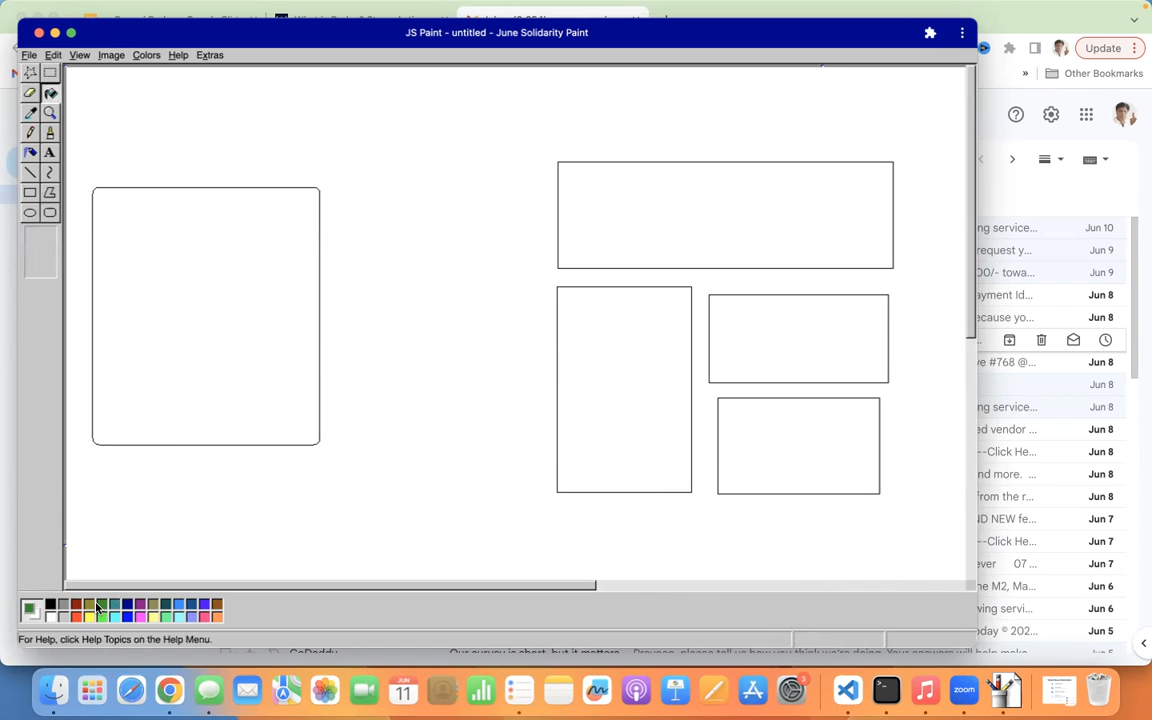 JS Paint - untitled - June Solidarity Paint
File Edit View Image Colors Help Extras
Update
» Other Bookmarks
ng service... Jun 10
request y... Jun 9
00/- towa... Jun 9
ayment Id... Jun 8
ecause yo... Jun 8
ve #768 @... Jun 8
Jun 8
ng service... Jun 8
ed vendor Jun 8
--Click He... Jun 8
nd more. Jun 8
from the r... Jun 8
ND NEW fe... Jun 7
--Click He... Jun 7
ever 07 ... Jun 7
he M2, Ma... Jun 6
wing servi... Jun 6
oday © 202... Jun 5
For Help, click Help Topics on the Help Menu.
GoDaddy
JUN
11
3
zoom